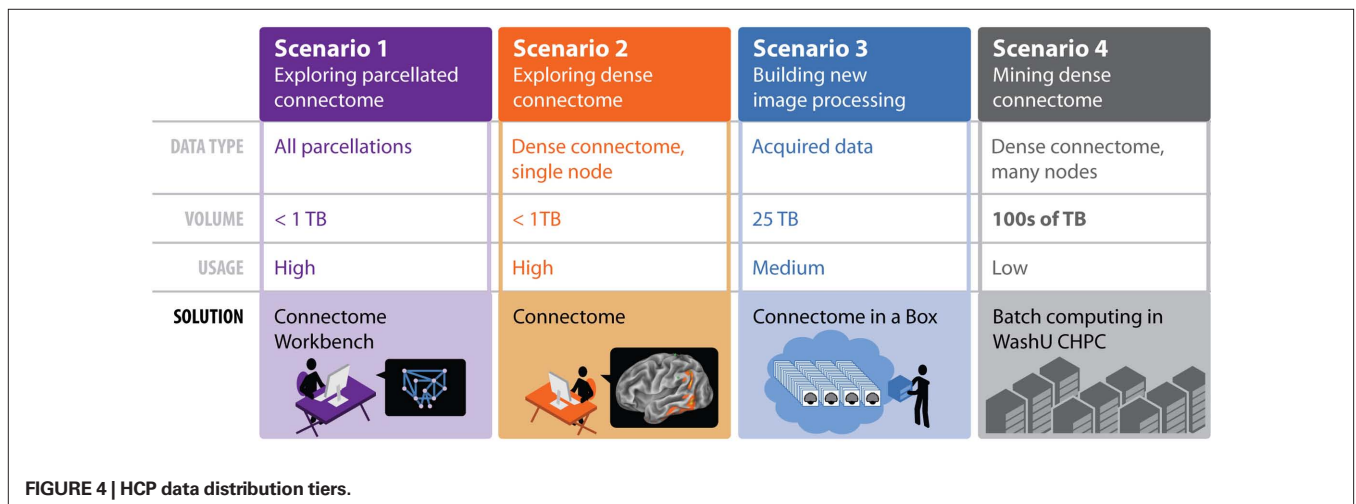 Scenario 1
Exploring parcellated
connectome
Scenario 2
Exploring dense
connectome
Scenario 3
Building new
image processing
Scenario 4
Mining dense
connectome
DATA TYPE
All parcellations
Dense connectome,
single node
Acquired data
Dense connectome,
many nodes
VOLUME
< 1 TB
< 1TB
25 TB
100s of TB
USAGE
High
High
Medium
Low
SOLUTION
Connectome
Workbench
Connectome
Connectome in a Box
Batch computing in
WashU CHPC
FIGURE 4 | HCP data distribution tiers.